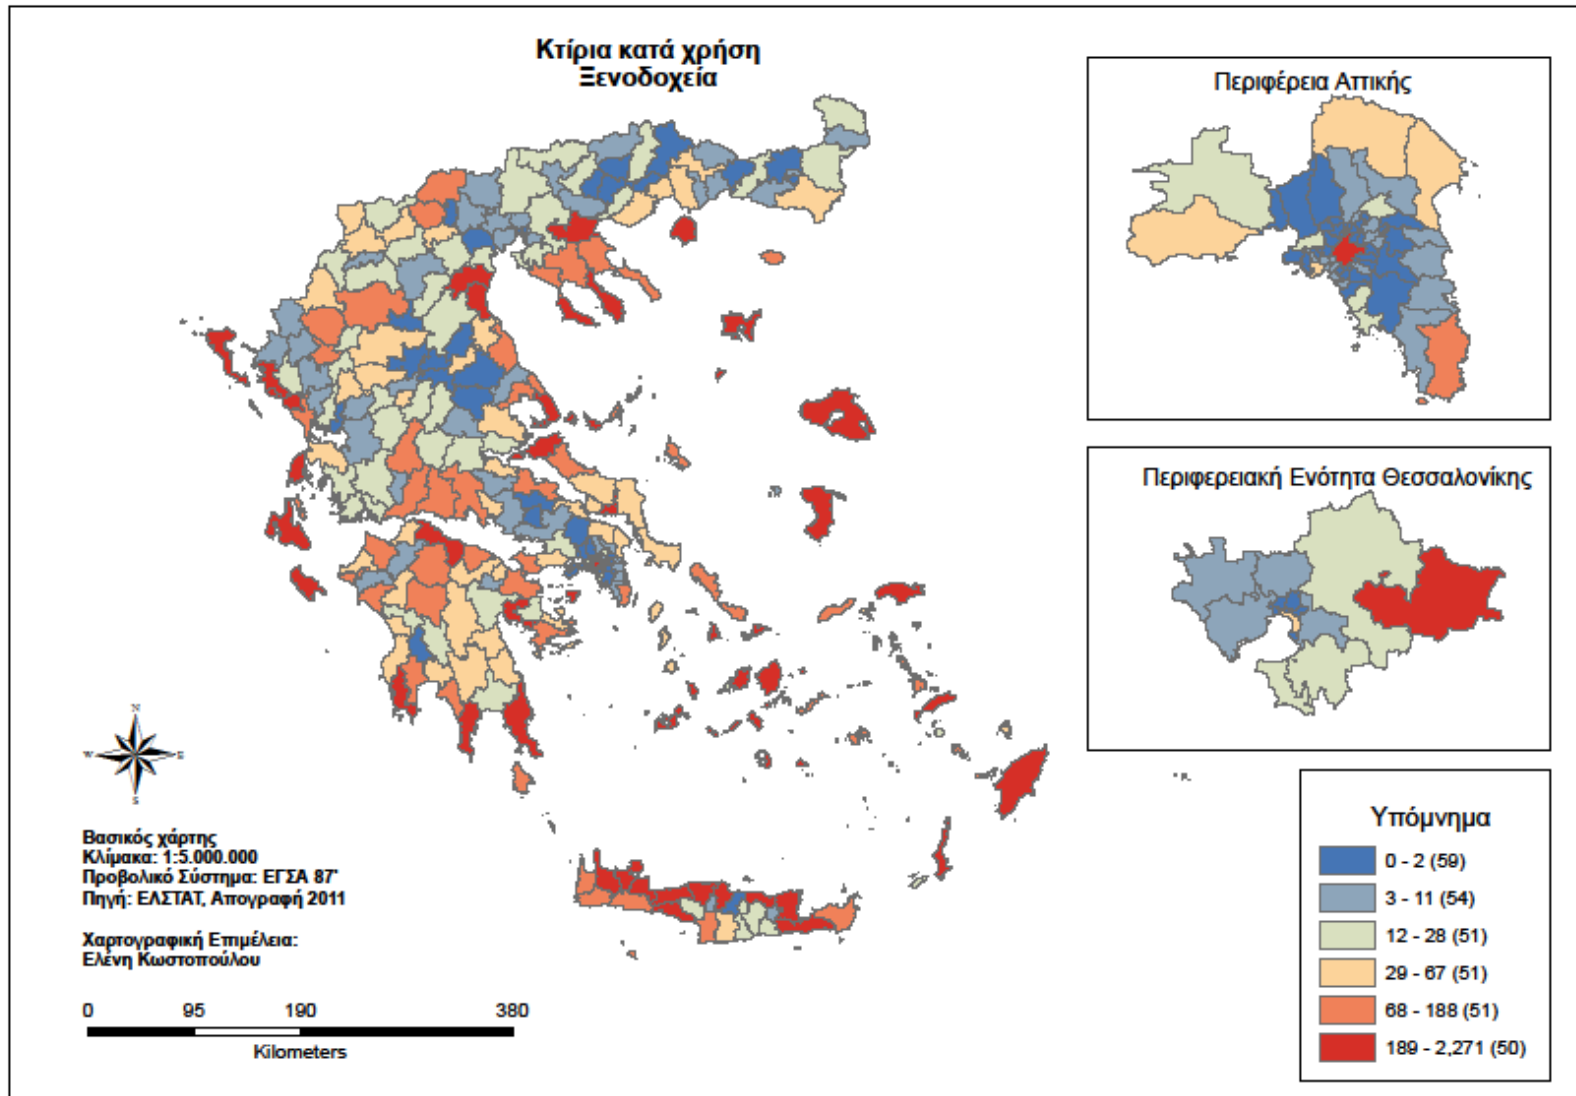 Κτίρια κατά χρήση
Ξενοδοχεία
Περιφέρεια Αττικής
Περιφερειακή Ενότητα Θεσσαλονίκης
N
W
E
S
Βασικός χάρτης
Κλίμακα: 1:5.000.000
Προβολικό Σύστημα: ΕΓΣΑ 87'
Πηγή: ΕΛΣΤΑΤ, Απογραφή 2011
Χαρτογραφική Επιμέλεια:
Ελένη Κωστοπούλου
0 95 190 380
Kilometers
Υπόμνημα
0 - 2 (59)
3 - 11 (54)
12 - 28 (51)
29 - 67 (51)
68 - 188 (51)
189 - 2,271 (50)